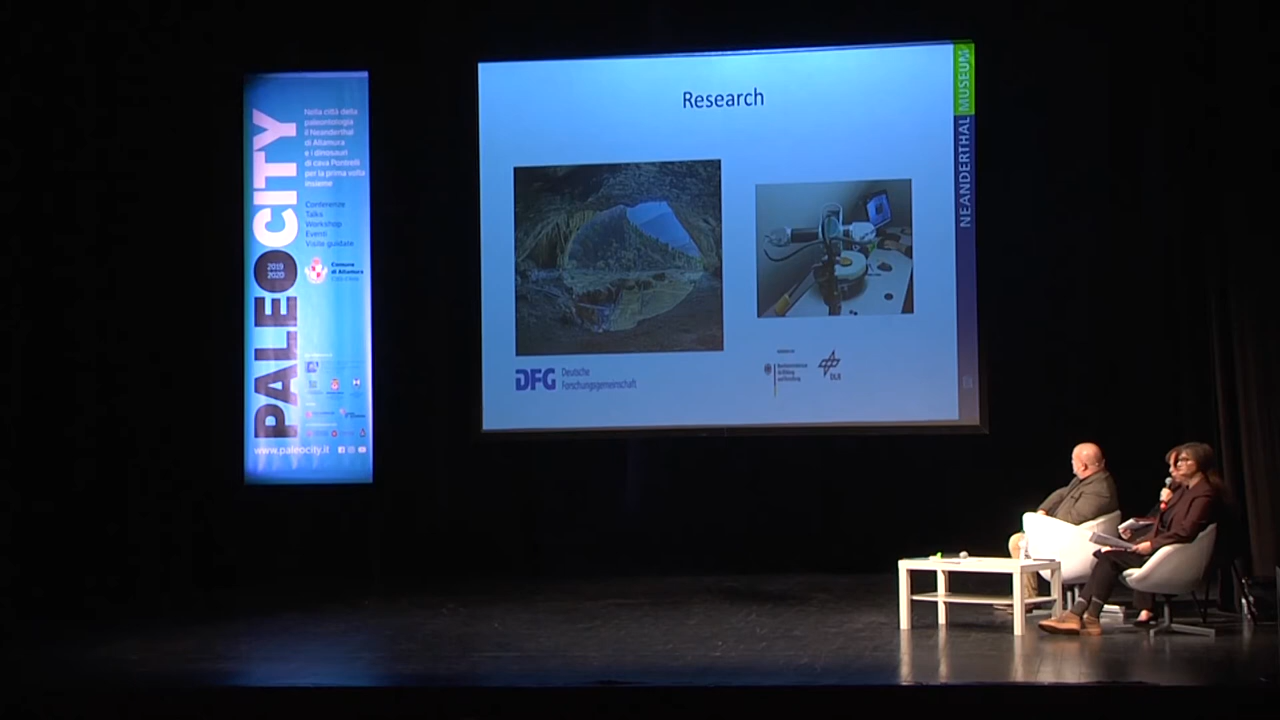 PALEOCITY
2019
2020
Nella città della
paleontologia
il Neanderthal
di Altamura
e i dinosauri
di cava Pontrelli
per la prima volta
insieme
Conferenze
Talks
Workshop
Eventi
Visite guidate
Comune
di Altamura
www.paleocity.it
Research
NEANDERTHAL MUSEUM
DFG
Deutsche
Forschungsgemeinschaft
DLR